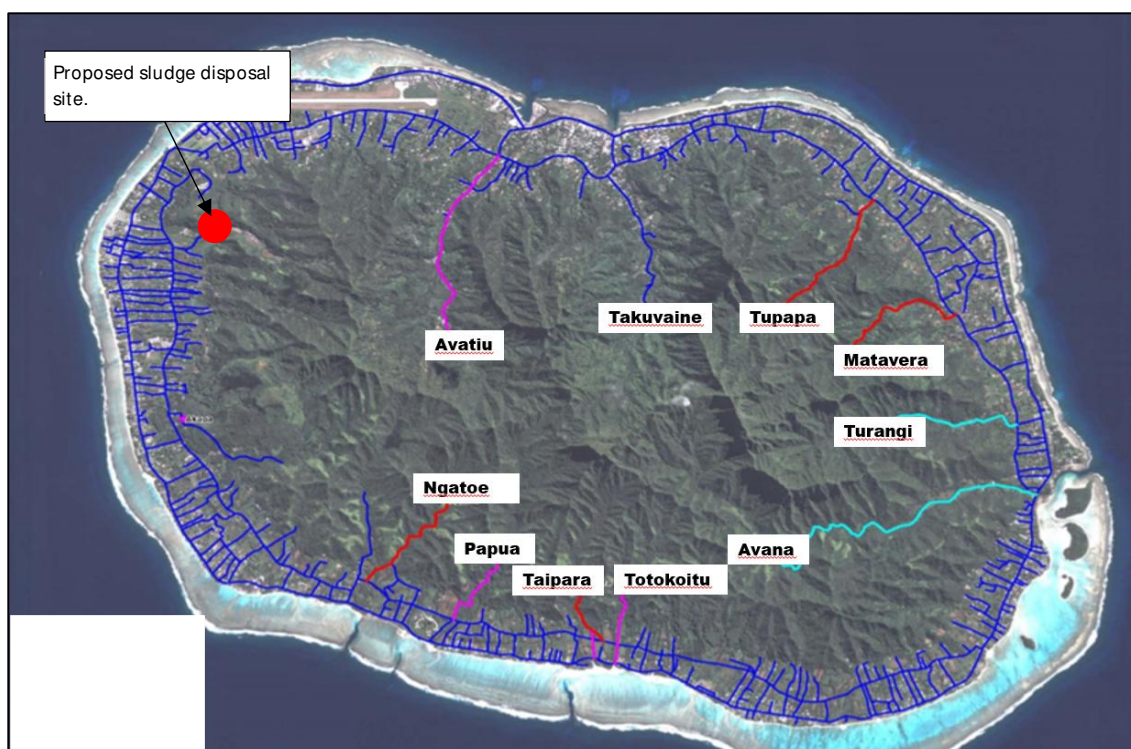 Proposed sludge disposal
site.
Takuvaine
Tupapa
Avatiu
Matavera
Turangi
Ngatoe
Papua
Avana
Taipara
Totokoitu